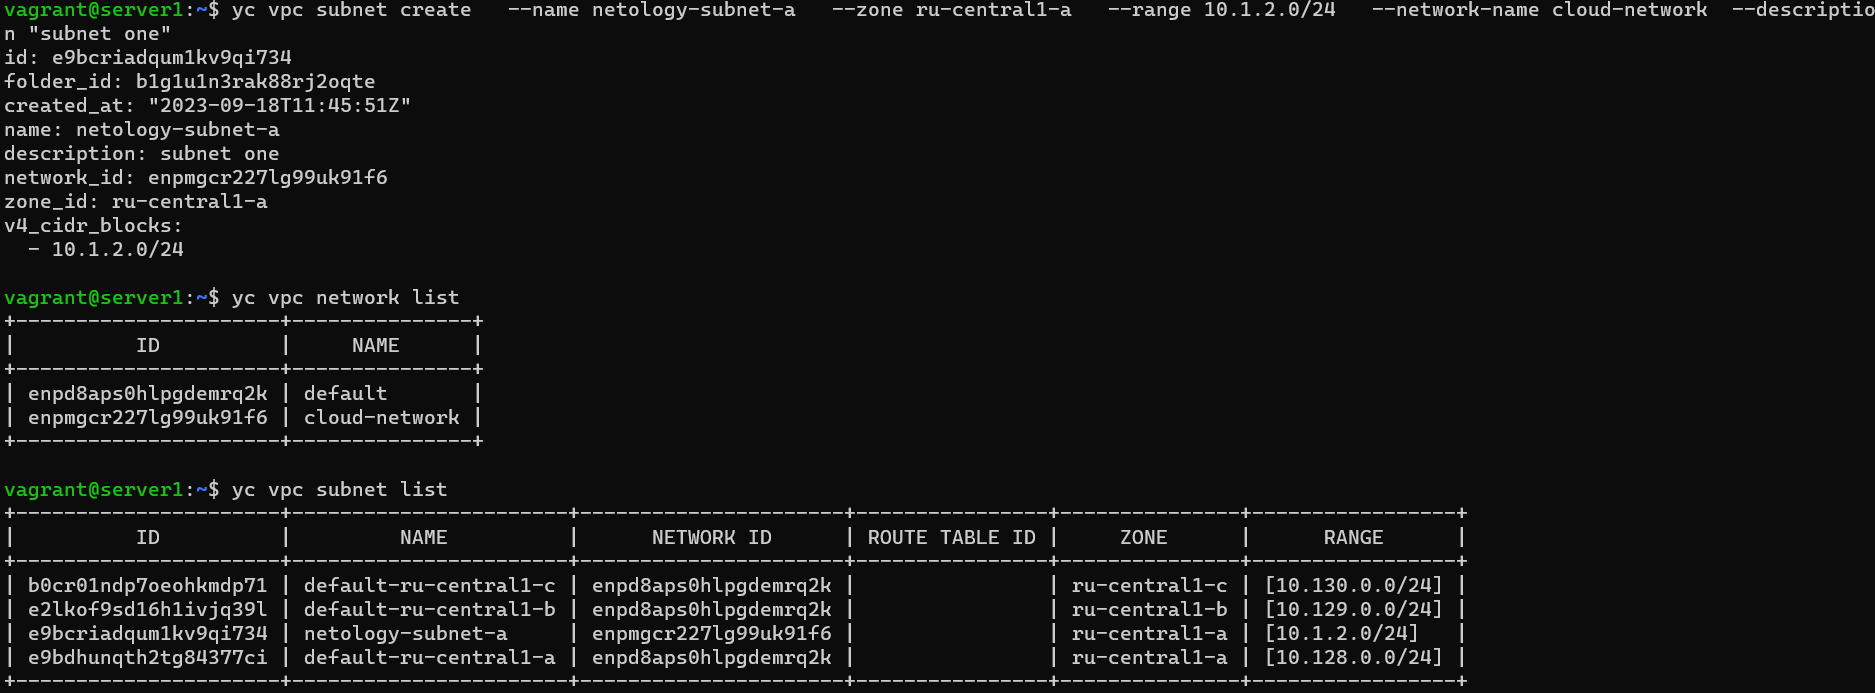 vagrant@server1:~$ yc vpc subnet create   --name netology-subnet-a   --zone ru-central1-a   --range 10.1.2.0/24   --network-name cloud-network  --descriptio
n "subnet one"
id: e9bcriadqum1kv9qi734
folder_id: b1g1u1n3rak88rj2oqte
created_at: "2023-09-18T11:45:51Z"
name: netology-subnet-a
description: subnet one
network_id: enpmgcr227lg99uk91f6
zone_id: ru-central1-a
v4_cidr_blocks:
  - 10.1.2.0/24

vagrant@server1:~$ yc vpc network list
+----------------------+---------------+
|          ID          |     NAME      |
+----------------------+---------------+
| enpd8aps0hlpgdemrq2k | default       |
| enpmgcr227lg99uk91f6 | cloud-network |
+----------------------+---------------+

vagrant@server1:~$ yc vpc subnet list
+----------------------+-----------------------+----------------------+----------------+---------------+-----------------+
|          ID          |         NAME          |      NETWORK ID      | ROUTE TABLE ID |     ZONE      |      RANGE      |
+----------------------+-----------------------+----------------------+----------------+---------------+-----------------+
| b0cr01ndp7oeohkmdp71 | default-ru-central1-c | enpd8aps0hlpgdemrq2k |                | ru-central1-c | [10.130.0.0/24] |
| e2lkof9sd16h1ivjq39l | default-ru-central1-b | enpd8aps0hlpgdemrq2k |                | ru-central1-b | [10.129.0.0/24] |
| e9bcriadqum1kv9qi734 | netology-subnet-a     | enpmgcr227lg99uk91f6 |                | ru-central1-a | [10.1.2.0/24]   |
| e9bdhunqth2tg84377ci | default-ru-central1-a | enpd8aps0hlpgdemrq2k |                | ru-central1-a | [10.128.0.0/24] |
+----------------------+-----------------------+----------------------+----------------+---------------+-----------------+